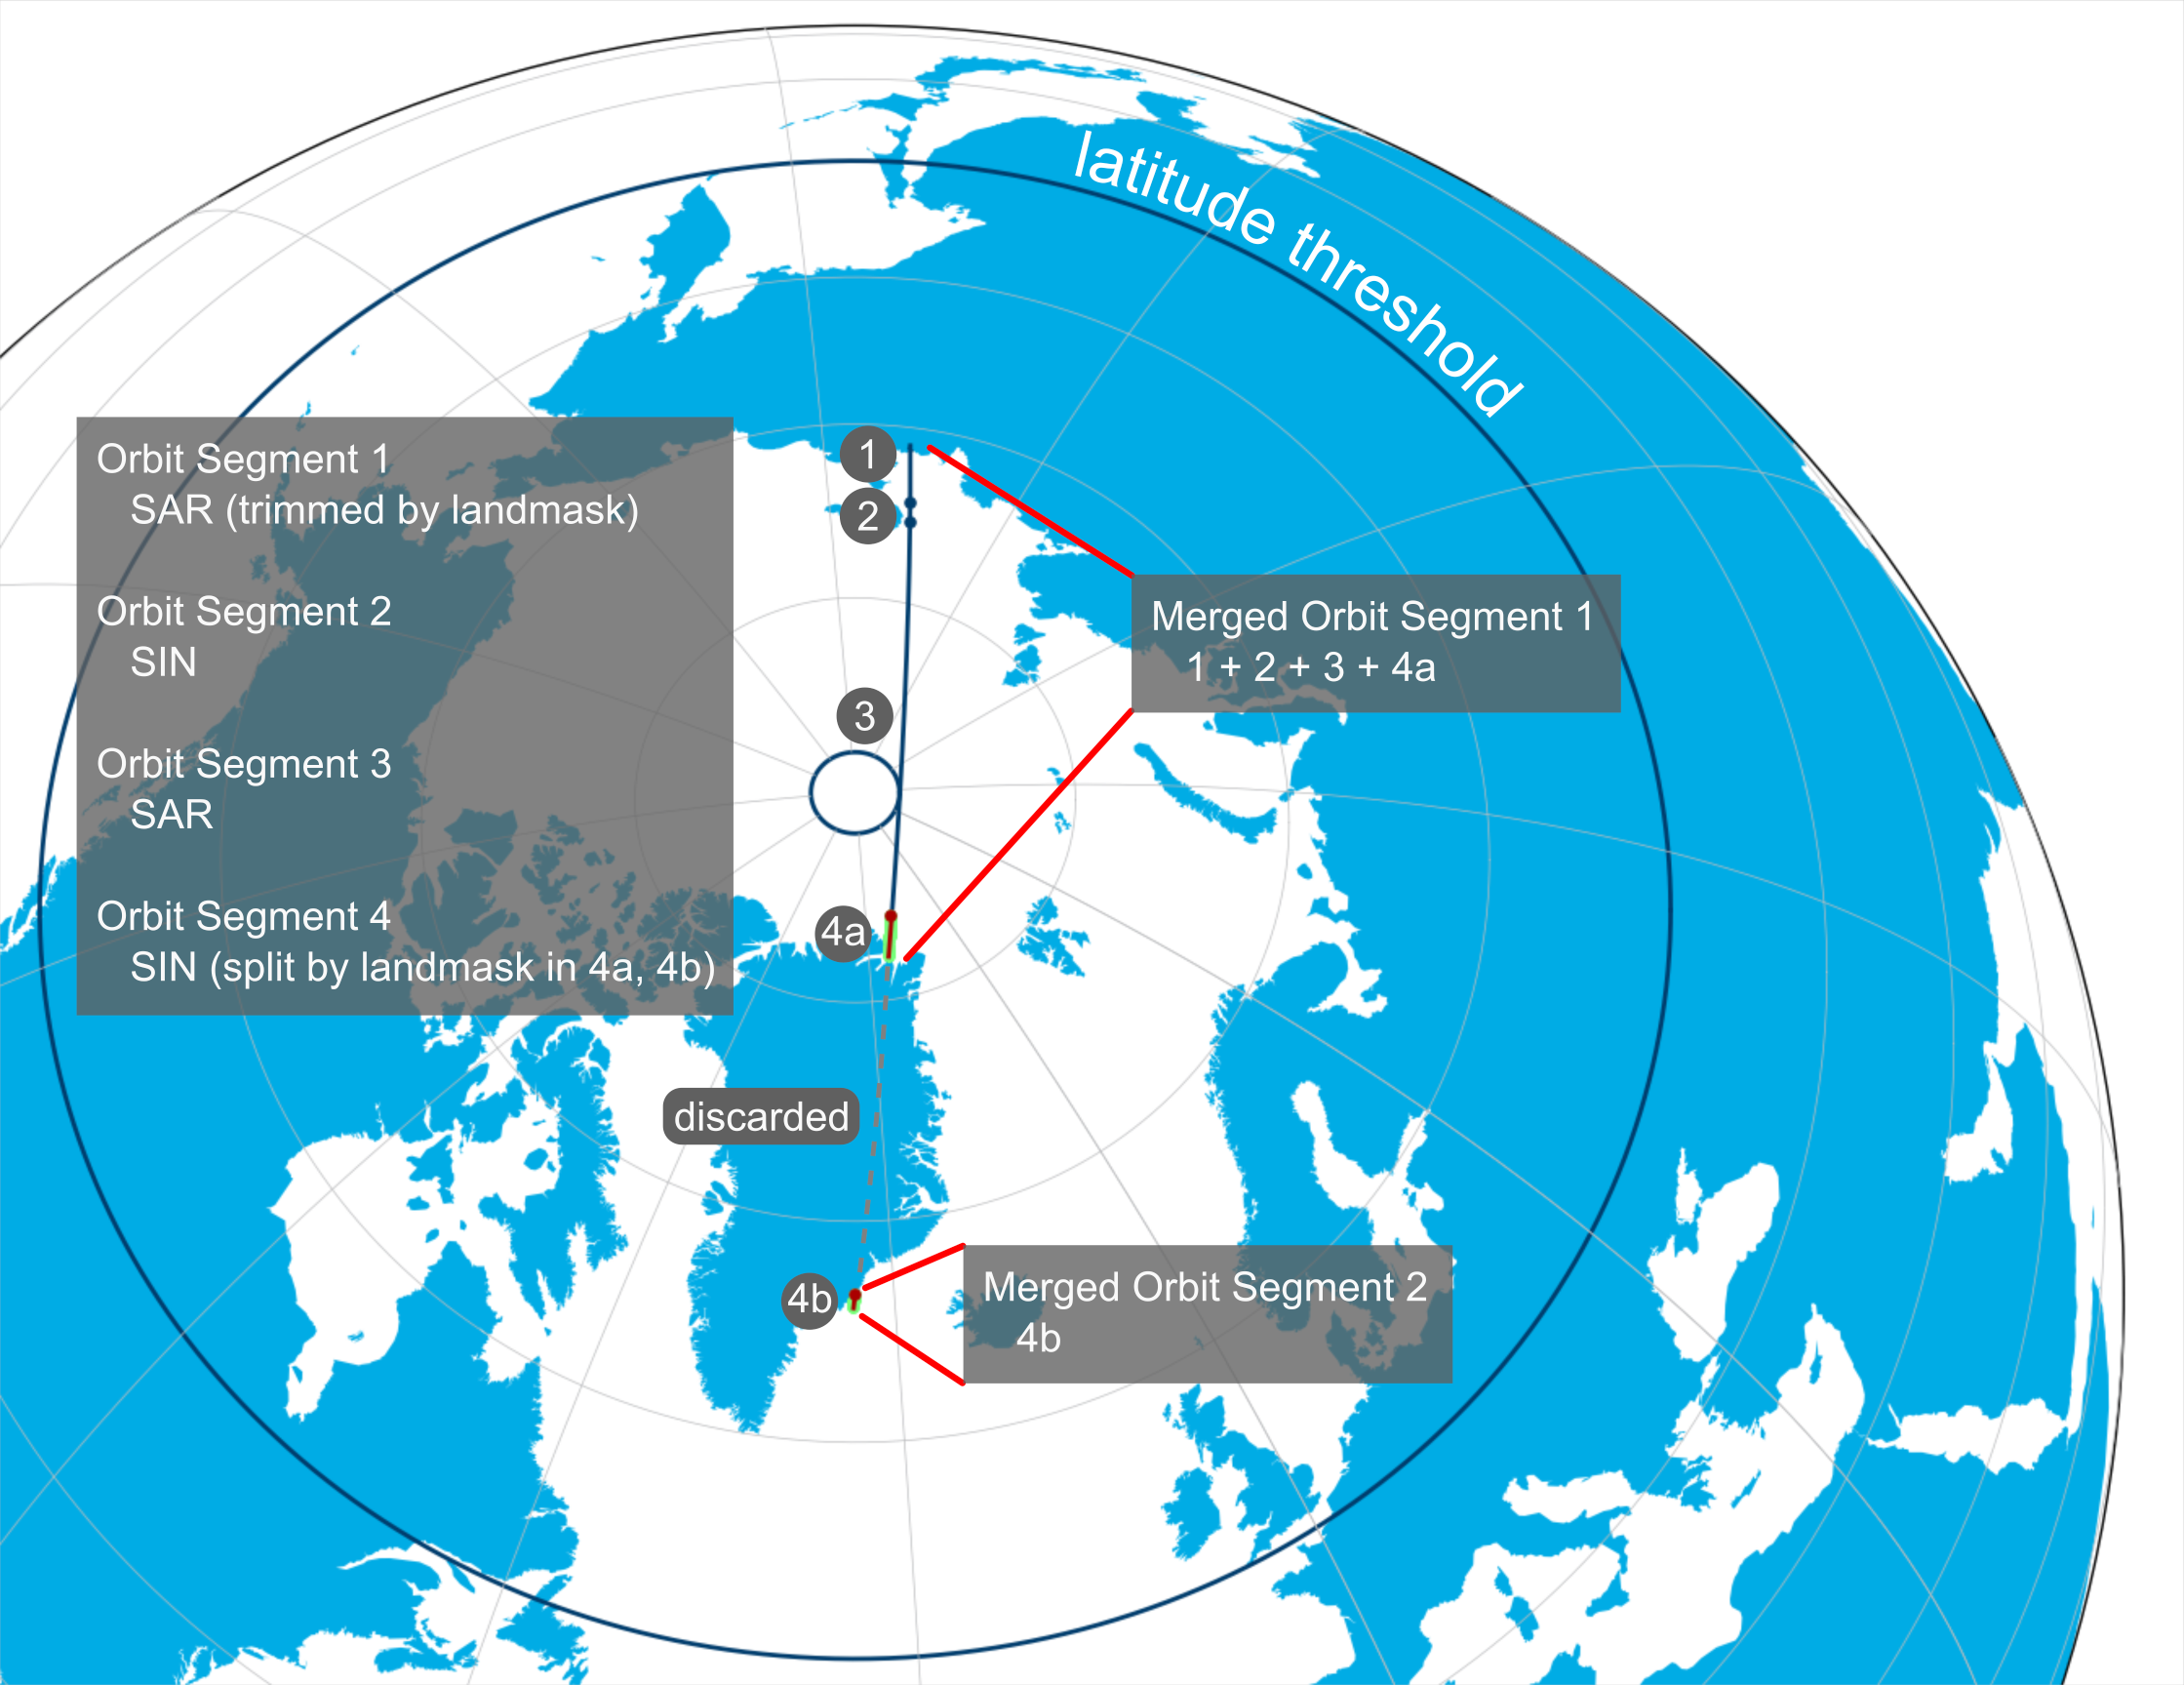 latitude threshold
Orbit Segment 1
SAR (trimmed by landmask)
Orbit Segment 2
SIN
Orbit Segment 3
SAR
Orbit Segment 4
SIN (split by landmask in 4a, 4b)
1
2
3
4a
Merged Orbit Segment 1
1 + 2 + 3 + 4a
discarded
4b
Merged Orbit Segment 2
4b